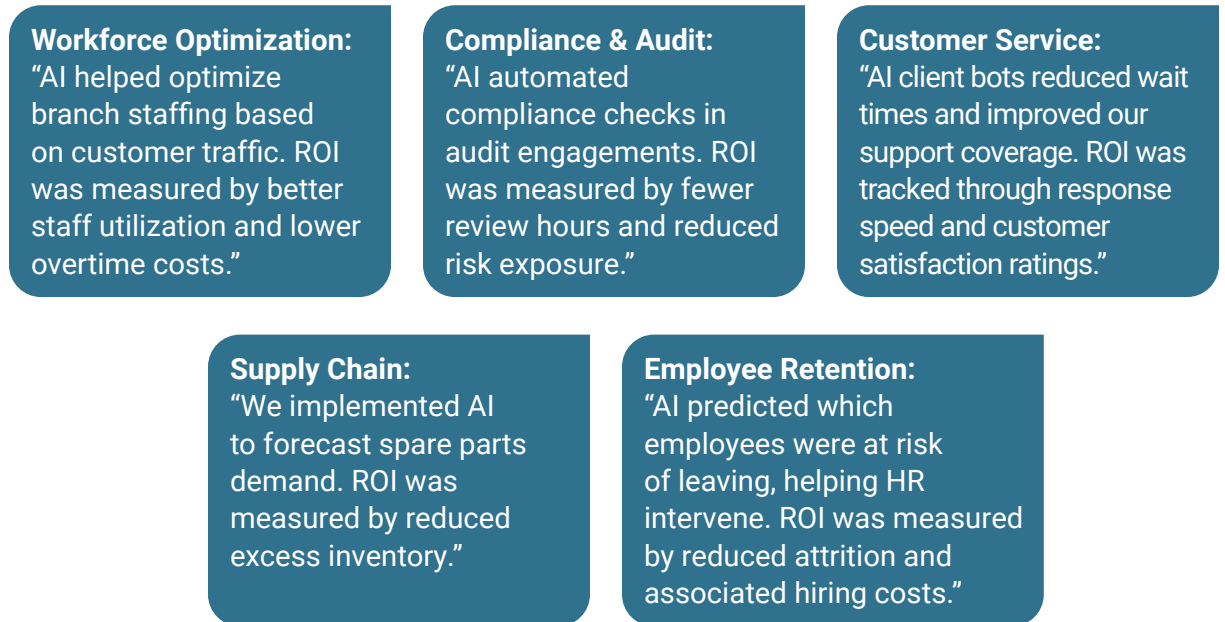 Workforce Optimization:
“AI helped optimize
branch staffing based
on customer traffic. ROI
was measured by better
staff utilization and lower
overtime costs.”
Compliance & Audit:
“AI automated
compliance checks in
audit engagements. ROI
was measured by fewer
review hours and reduced
risk exposure.”
Customer Service:
“AI client bots reduced wait
times and improved our
support coverage. ROI was
tracked through response
speed and customer
satisfaction ratings.”
Supply Chain:
“We implemented AI
to forecast spare parts
demand. ROI was
measured by reduced
excess inventory.”
Employee Retention:
“AI predicted which
employees were at risk
of leaving, helping HR
intervene. ROI was measured
by reduced attrition and
associated hiring costs.”